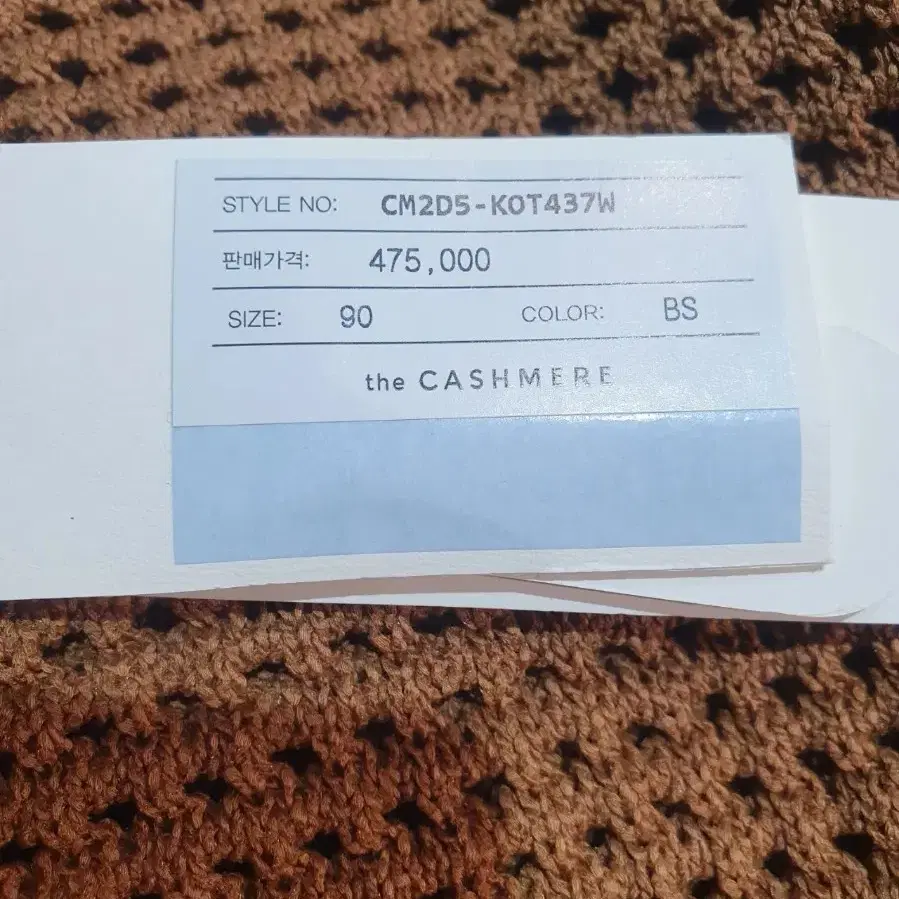 STYLE NO: CM2D5-KOT437W
판매가격: 475,000
SIZE: 90 COLOR: BS
the CASHMERE